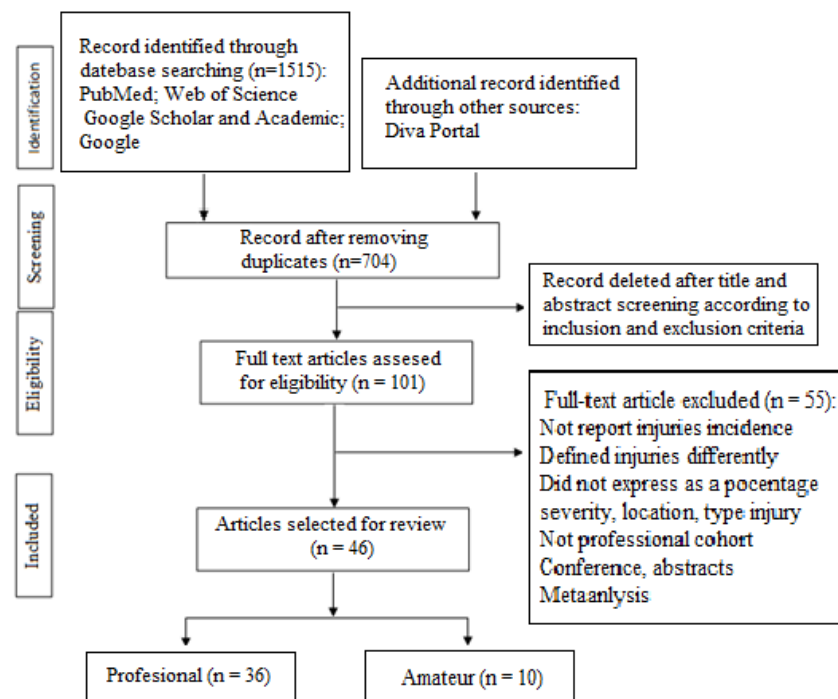 Identification
Record identified through
datebase searching (n=1515):
PubMed; Web of Science
Google Scholar and Academic;
Google
Additional record identified
through other sources:
Diva Portal
Screening
Record after removing
duplicates (n=704)
Record deleted after title and
abstract screening according to
inclusion and exclusion criteria
Eligibility
Full text articles assesed
for eligibility (n = 101)
Full-text article excluded (n = 55):
Not report injuries incidence
Defined injuries differently
Did not express as a pocentage
severity, location, type injury
Not professional cohort
Conference, abstracts
Metaanlysis
Included
Articles selected for review
(n = 46)
Profesional (n = 36)
Amateur (n = 10)